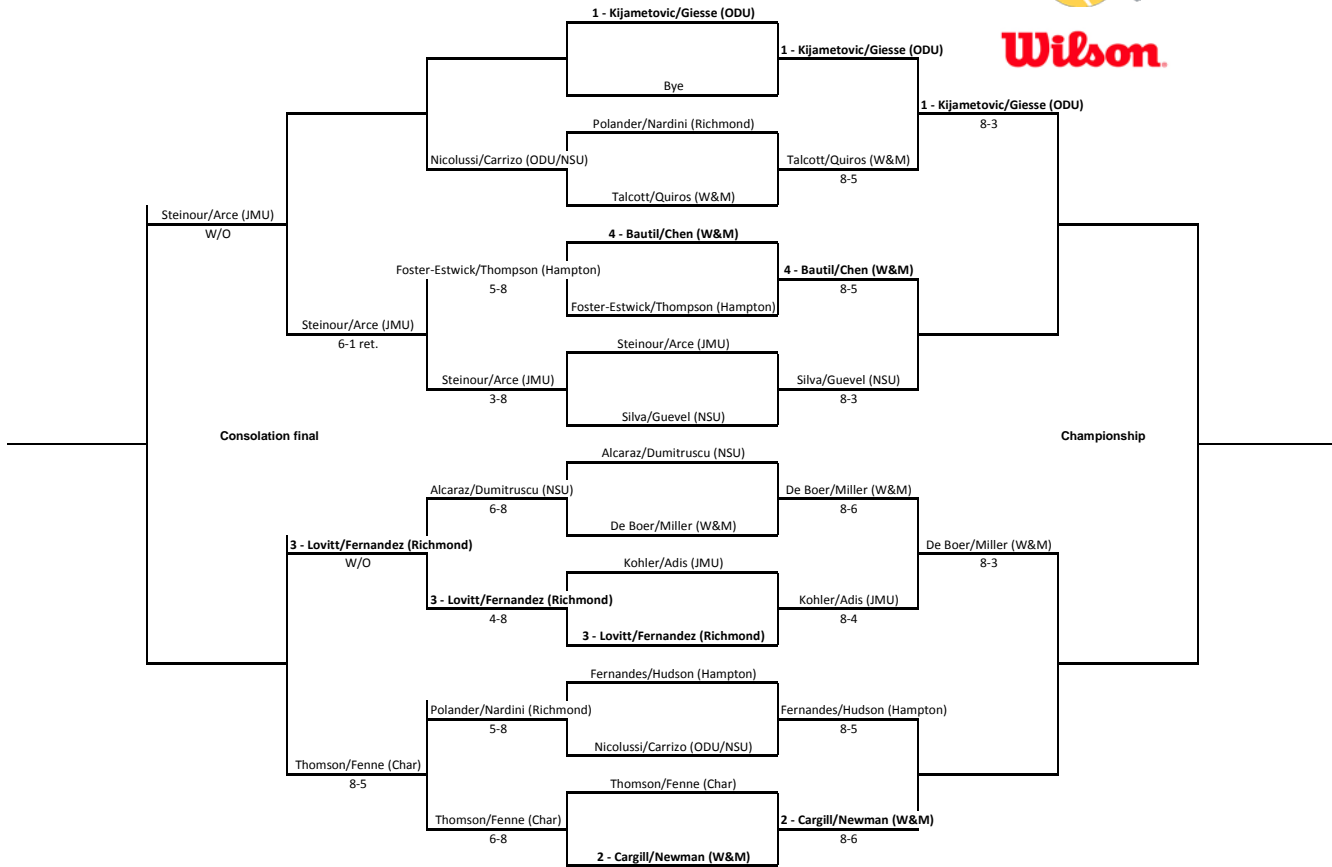 1 - Kijametovic/Giesse (ODU)
1 - Kijametovic/Giesse (ODU)
Wilson.
Bye
1 - Kijametovic/Giesse (ODU)
8-3
Polander/Nardini (Richmond)
Nicolussi/Carrizo (ODU/NSU)
Talcott/Quiros (W&M)
8-5
Talcott/Quiros (W&M)
Steinour/Arce (JMU)
W/O
4 - Bautil/Chen (W&M)
Foster-Estwick/Thompson (Hampton)
5-8
4 - Bautil/Chen (W&M)
8-5
Foster-Estwick/Thompson (Hampton)
Steinour/Arce (JMU)
6-1 ret.
Steinour/Arce (JMU)
Steinour/Arce (JMU)
3-8
Silva/Guevel (NSU)
8-3
Silva/Guevel (NSU)
Consolation final
Championship
Alcaraz/Dumitruscu (NSU)
Alcaraz/Dumitruscu (NSU)
6-8
De Boer/Miller (W&M)
8-6
De Boer/Miller (W&M)
3 - Lovitt/Fernandez (Richmond)
W/O
De Boer/Miller (W&M)
8-3
Kohler/Adis (JMU)
3 - Lovitt/Fernandez (Richmond)
4-8
Kohler/Adis (JMU)
8-4
3 - Lovitt/Fernandez (Richmond)
Fernandes/Hudson (Hampton)
Polander/Nardini (Richmond)
5-8
Fernandes/Hudson (Hampton)
8-5
Nicolussi/Carrizo (ODU/NSU)
Thomson/Fenne (Char)
8-5
Thomson/Fenne (Char)
Thomson/Fenne (Char)
6-8
2 - Cargill/Newman (W&M)
8-6
2 - Cargill/Newman (W&M)